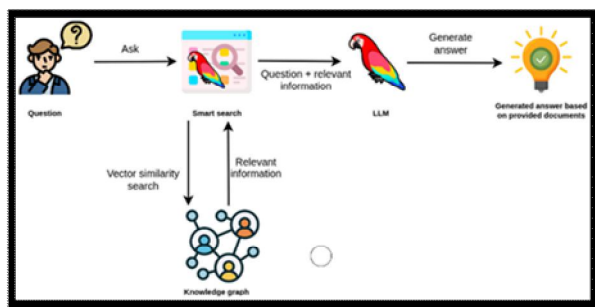 Ask
Generate
answer
Question + relevant
information
Question
Smart search
LLM
Generated answer based
on provided documents
Vector similarity
search
Relevant
information
Knowledge graph